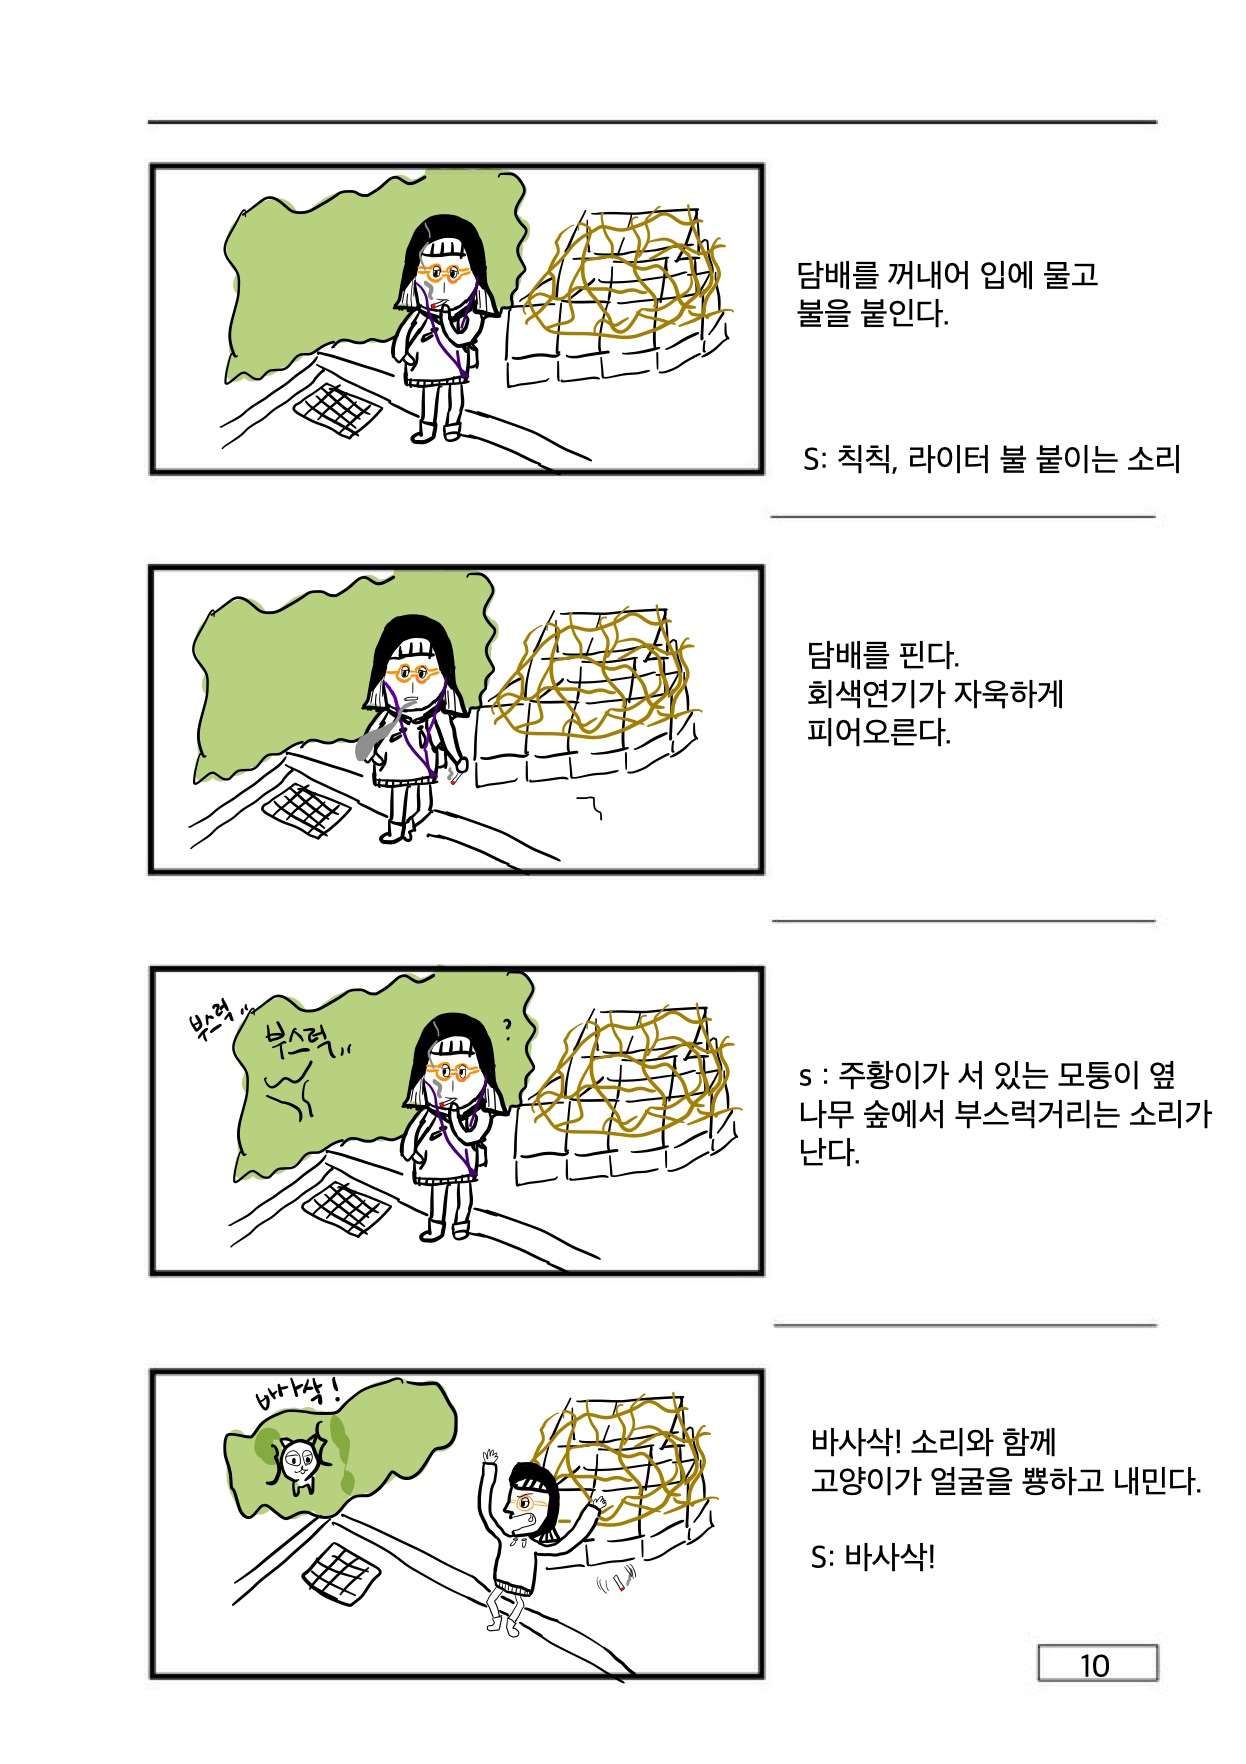 담배를 꺼내어 입에 물고
불을 붙인다.
S: 칙칙, 라이터 불 붙이는 소리
담배를 핀다.
회색연기가 자욱하게
피어오른다.
부스럭..
부스럭..
?
s : 주황이가 서 있는 모퉁이 옆
나무 숲에서 부스럭거리는 소리가
난다.
바사삭!
바사삭! 소리와 함께
고양이가 얼굴을 뿅하고 내민다.
S: 바사삭!
10